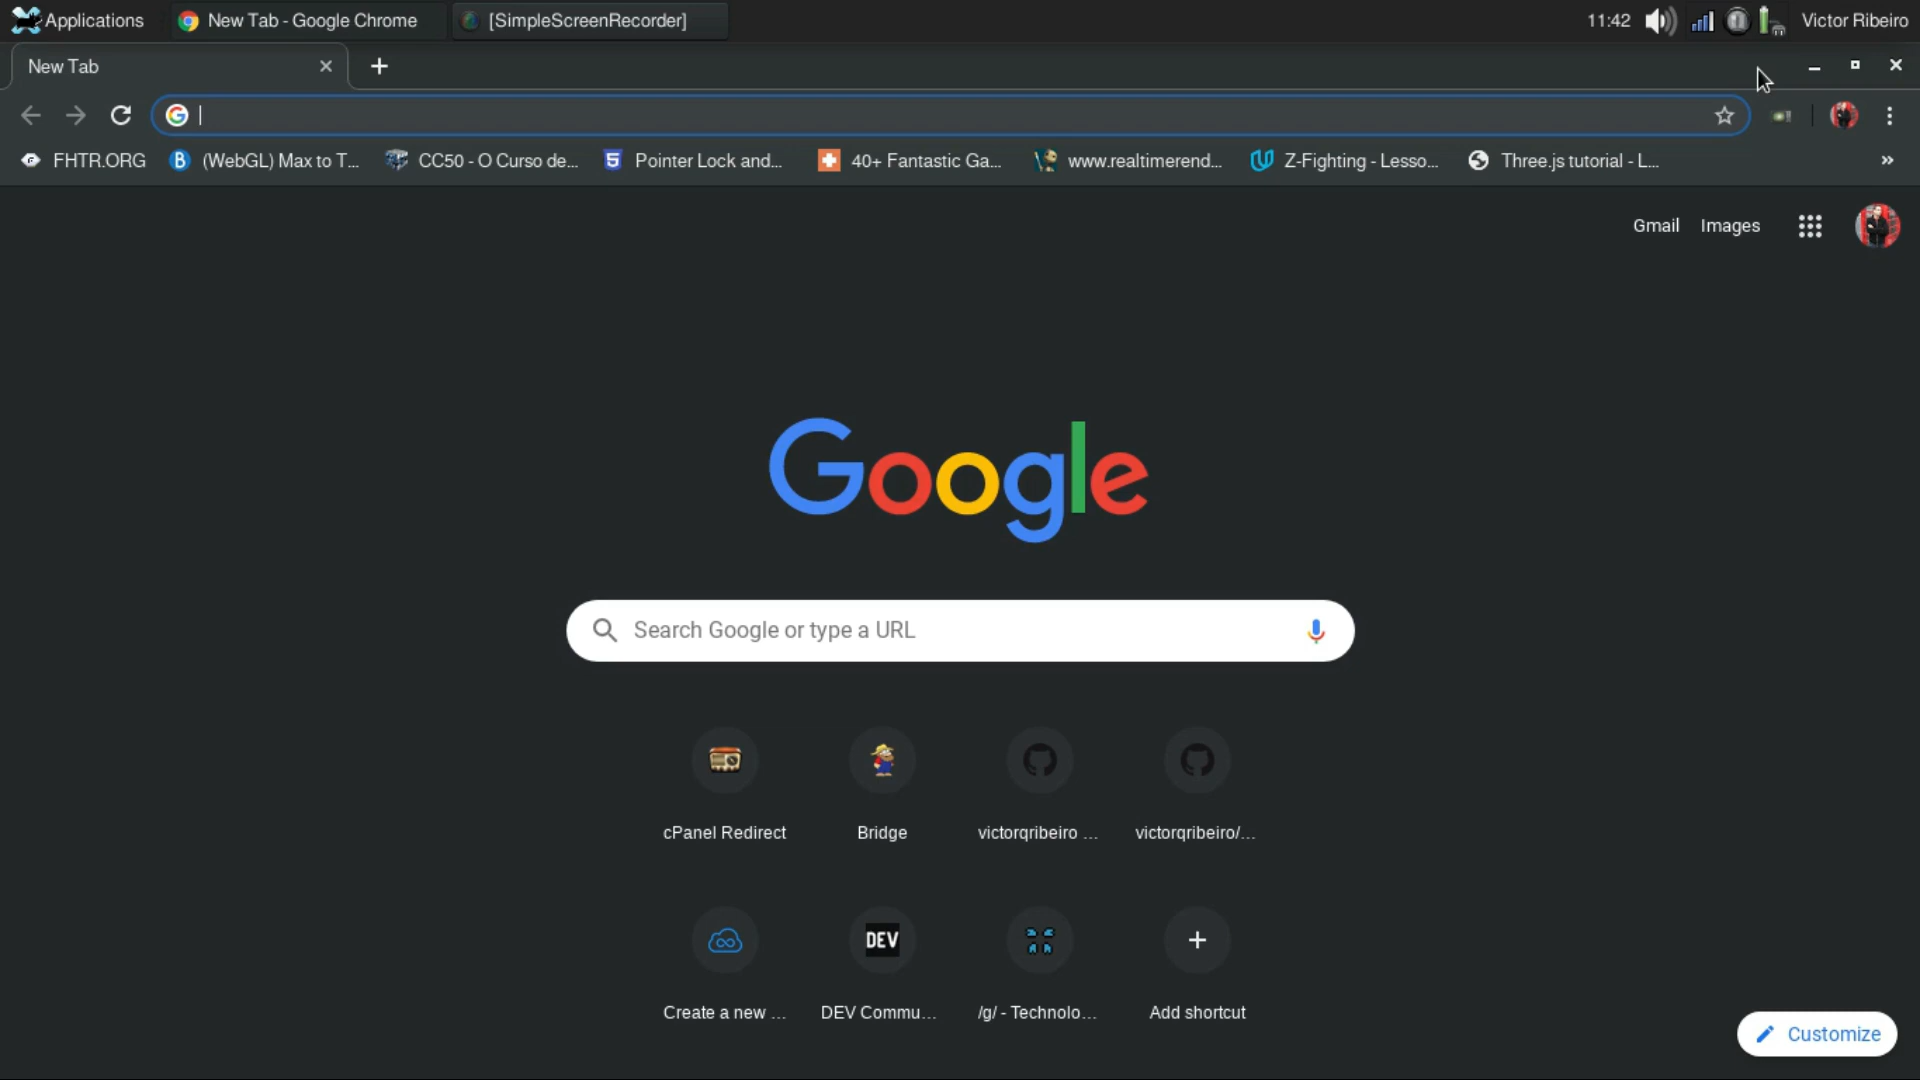 Applications New Tab - Google Chrome [SimpleScreenRecorder] 11:42 Victor Ribeiro
New Tab
FHTR.ORG (WebGL) Max to T... CC50 - O Curso de... Pointer Lock and... 40+ Fantastic Ga... www.realtimerend... Z-Fighting - Lesso... Three.js tutorial - L... »
Gmail Images
Google
Search Google or type a URL
cPanel Redirect Bridge victorqribeiro ... victorqribeiro/...
DEV
Create a new ... DEV Commu... /g/ - Technolo... Add shortcut
Customize